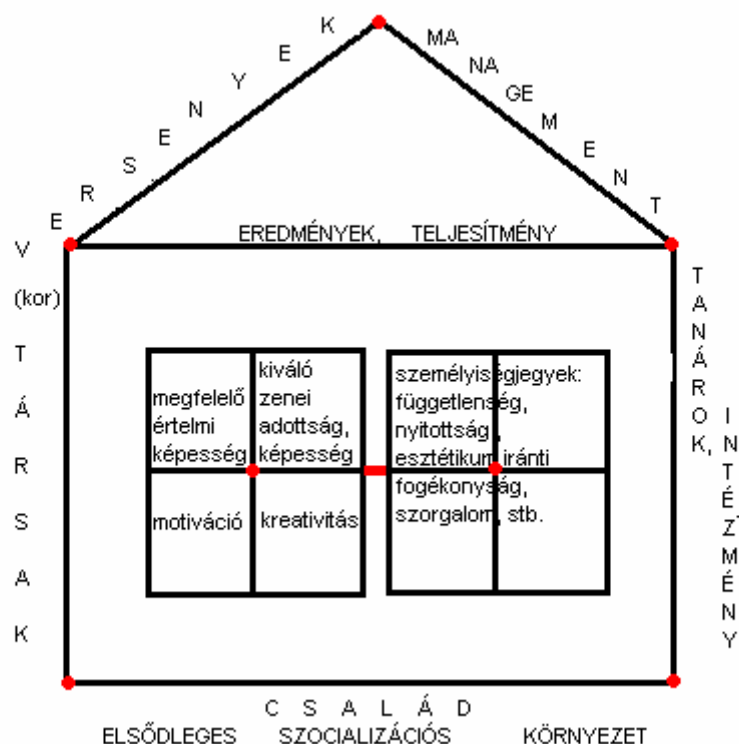 VERSENYEK
MANAGEMENT
EREDMÉNYEK, TELJESÍTMÉNY
(kor)TÁRSAK
megfelelő
értelmi
képesség
kiváló
zenei
adottság,
képesség
motiváció
kreativitás
személyiségjegyek:
függetlenség,
nyitottság,
esztétikum iránti
fogékonyság,
szorgalom, stb.
TANÁROK,
INTÉZMÉNY
CSALÁD
ELSŐDLEGES SZOCIALIZÁCIÓS KÖRNYEZET